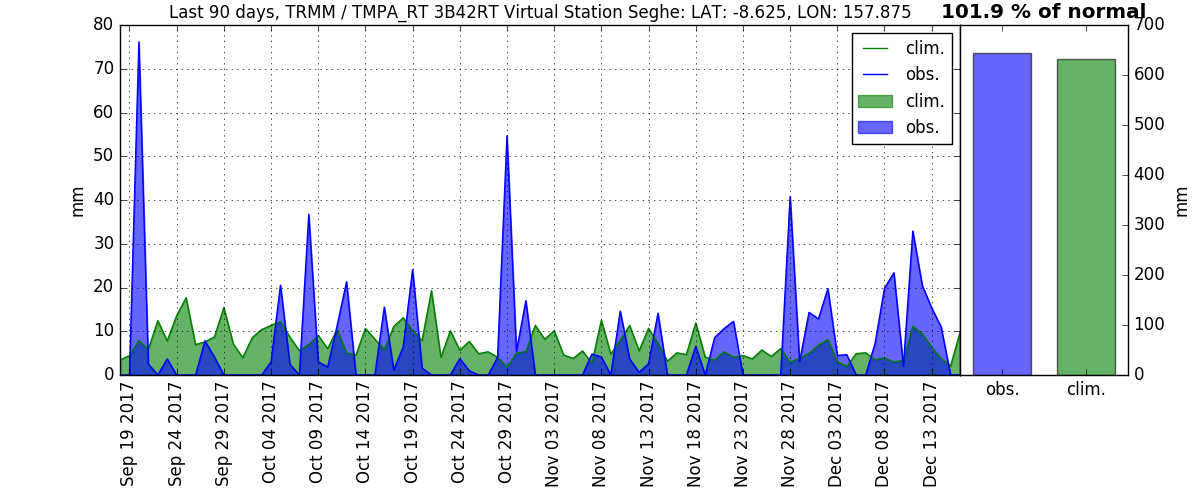 Last 90 days, TRMM / TMPA_RT 3B42RT Virtual Station Seghe: LAT: -8.625, LON: 157.875
101.9 % of normal
80
70
60
50
40
30
20
10
0
mm
clim.
obs.
clim.
obs.
700
600
500
400
300
200
100
0
mm
obs.
clim.
Sep 19 2017
Sep 24 2017
Sep 29 2017
Oct 04 2017
Oct 09 2017
Oct 14 2017
Oct 19 2017
Oct 24 2017
Oct 29 2017
Nov 03 2017
Nov 08 2017
Nov 13 2017
Nov 18 2017
Nov 23 2017
Nov 28 2017
Dec 03 2017
Dec 08 2017
Dec 13 2017